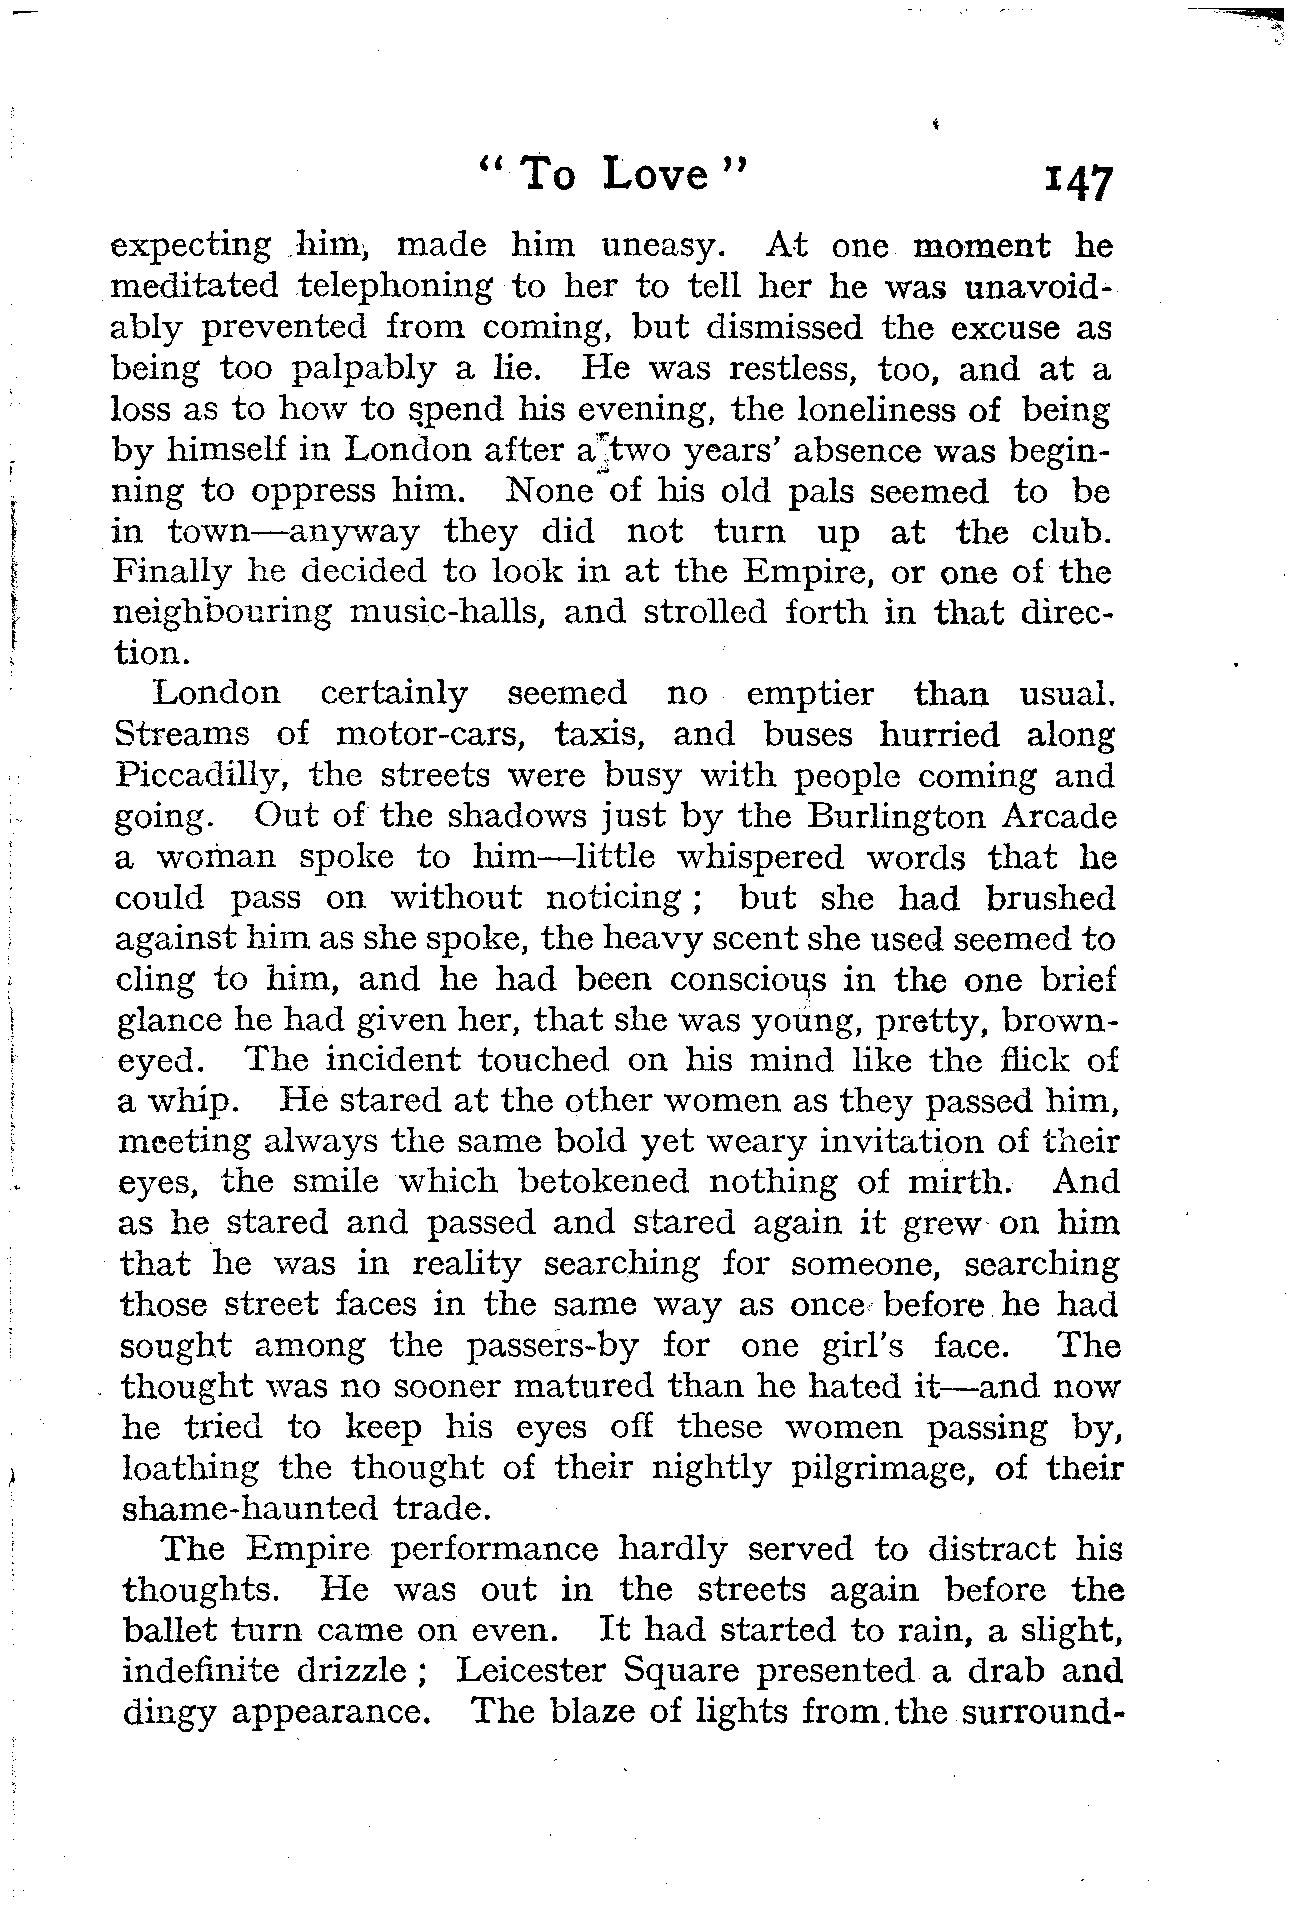 “ To Love ” 147
expecting him, made him uneasy. At one moment he
meditated telephoning to her to tell her he was unavoid-
ably prevented from coming, but dismissed the excuse as
being too palpably a lie. He was restless, too, and at a
loss as to how to spend his evening, the loneliness of being
by himself in London after a two years’ absence was begin-
ning to oppress him. None of his old pals seemed to be
in town—anyway they did not turn up at the club.
Finally he decided to look in at the Empire, or one of the
neighbouring music-halls, and strolled forth in that direc-
tion.
London certainly seemed no emptier than usual.
Streams of motor-cars, taxis, and buses hurried along
Piccadilly, the streets were busy with people coming and
going. Out of the shadows just by the Burlington Arcade
a woman spoke to him—little whispered words that he
could pass on without noticing ; but she had brushed
against him as she spoke, the heavy scent she used seemed to
cling to him, and he had been conscious in the one brief
glance he had given her, that she was young, pretty, brown-
eyed. The incident touched on his mind like the flick of
a whip. He stared at the other women as they passed him,
meeting always the same bold yet weary invitation of their
eyes, the smile which betokened nothing of mirth. And
as he stared and passed and stared again it grew on him
that he was in reality searching for someone, searching
those street faces in the same way as once before he had
sought among the passers-by for one girl’s face. The
thought was no sooner matured than he hated it—and now
he tried to keep his eyes off these women passing by,
loathing the thought of their nightly pilgrimage, of their
shame-haunted trade.
The Empire performance hardly served to distract his
thoughts. He was out in the streets again before the
ballet turn came on even. It had started to rain, a slight,
indefinite drizzle ; Leicester Square presented a drab and
dingy appearance. The blaze of lights from the surround-